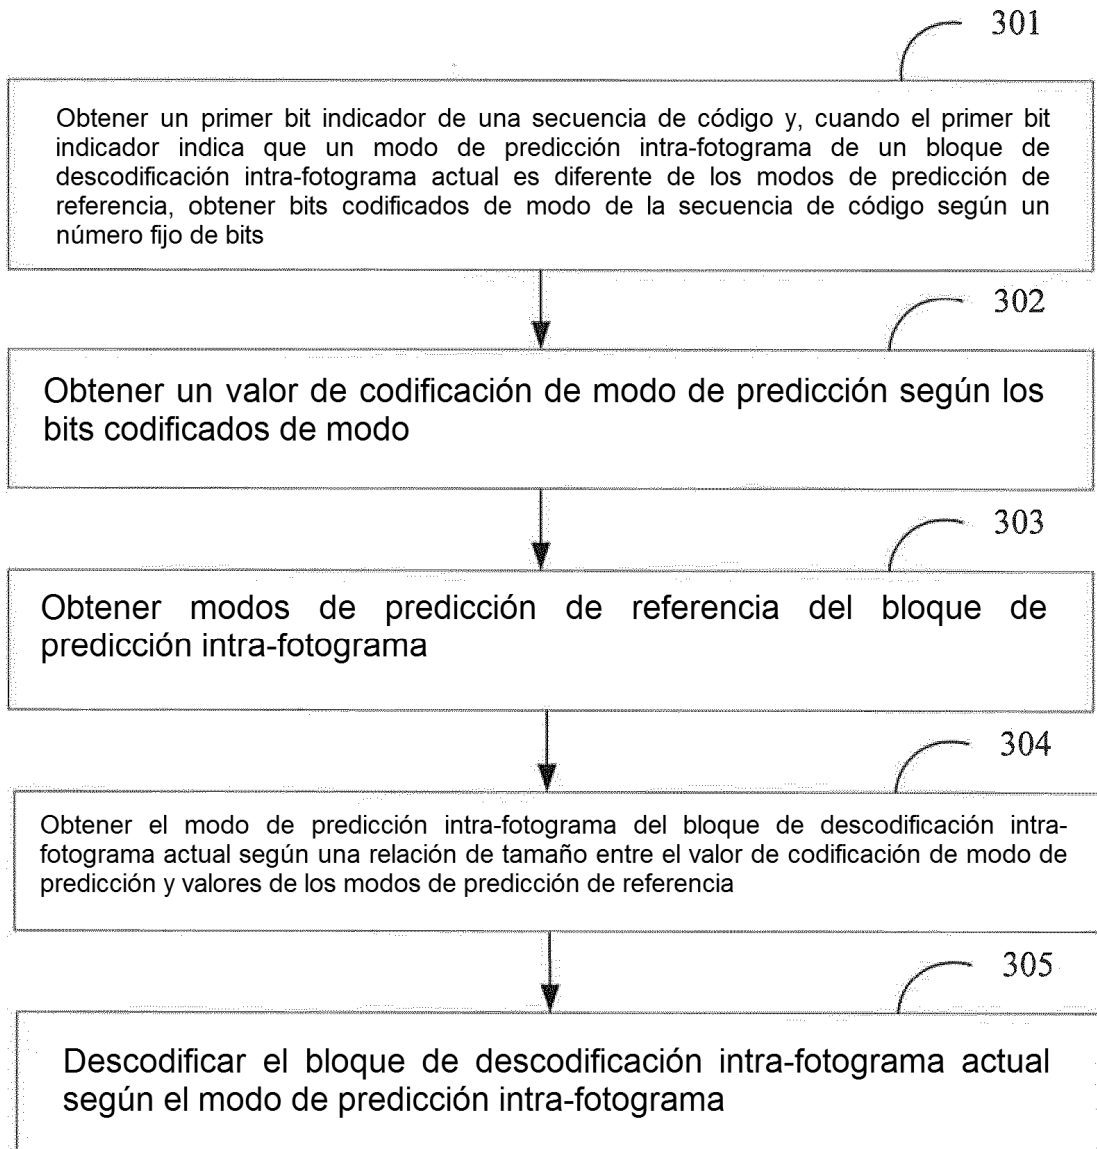 301
Obtener un primer bit indicador de una secuencia de código y, cuando el primer bit
indicador indica que un modo de predicción intra-fotograma de un bloque de
descodificación intra-fotograma actual es diferente de los modos de predicción de
referencia, obtener bits codificados de modo de la secuencia de código según un
número fijo de bits
302
Obtener un valor de codificación de modo de predicción según los
bits codificados de modo
303
Obtener modos de predicción de referencia del bloque de
predicción intra-fotograma
304
Obtener el modo de predicción intra-fotograma del bloque de descodificación intra-
fotograma actual según una relación de tamaño entre el valor de codificación de modo de
predicción y valores de los modos de predicción de referencia
305
Descodificar el bloque de descodificación intra-fotograma actual
según el modo de predicción intra-fotograma